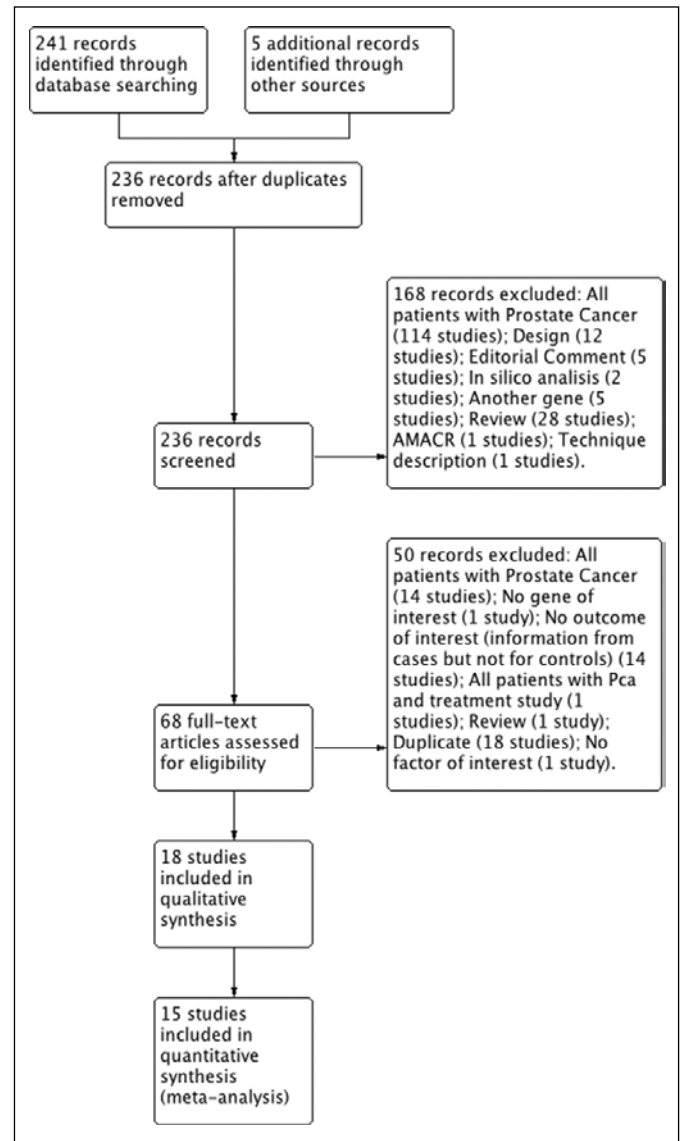 241 records
identified through
database searching
5 additional records
identified through
other sources
236 records after duplicates
removed
168 records excluded: All
patients with Prostate Cancer
(114 studies); Design (12
studies); Editorial Comment (5
studies); In silico analisis (2
studies); Another gene (5
studies); Review (28 studies);
AMACR (1 studies); Technique
description (1 studies).
236 records
screened
50 records excluded: All
patients with Prostate Cancer
(14 studies); No gene of
interest (1 study); No outcome
of interest (information from
cases but not for controls) (14
studies); All patients with Pca
and treatment study (1
studies); Review (1 study);
Duplicate (18 studies); No
factor of interest (1 study).
68 full-text
articles assessed
for eligibility
18 studies
included in
qualitative
synthesis
15 studies
included in
quantitative
synthesis
(meta-analysis)